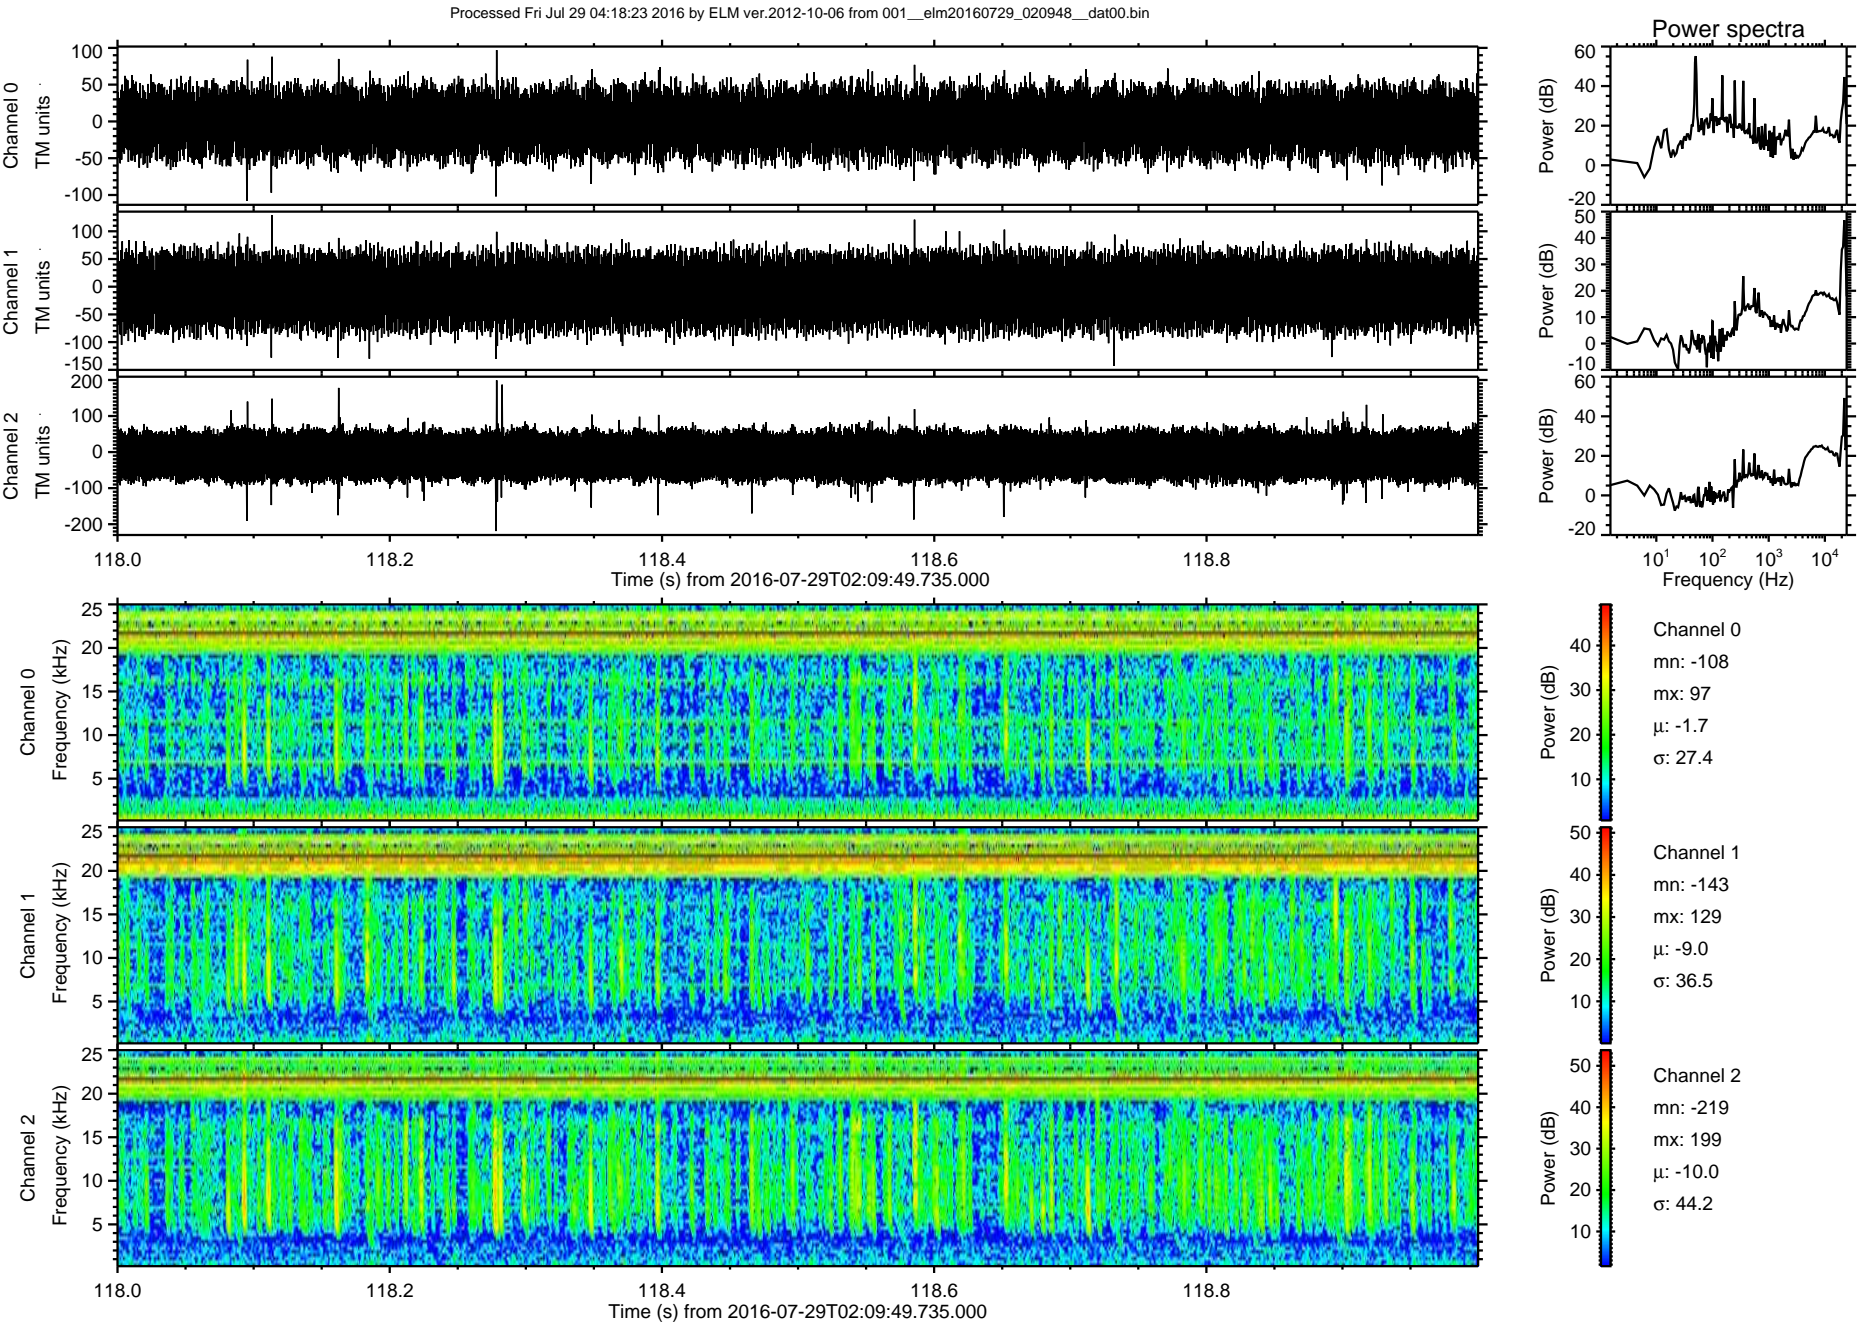 Processed Fri Jul 29 04:18:23 2016 by ELM ver.2012-10-06 from 001__elm20160729_020948__dat00.bin
Power spectra
Channel 0
TM units
100
50
0
-50
-100
Power (dB)
60
40
20
0
-20
Channel 1
TM units
100
50
0
-50
-100
-150
Power (dB)
50
40
30
20
10
0
-10
Channel 2
TM units
200
100
0
-100
-200
Power (dB)
60
40
20
0
-20
118.0 118.2 118.4 118.6 118.8
Time (s) from 2016-07-29T02:09:49.735.000
10¹ 10² 10³ 10⁴
Frequency (Hz)
Channel 0
Frequency (kHz)
25
20
15
10
5
Power (dB)
40
30
20
10
Channel 0
mn: -108
mx: 97
μ: -1.7
σ: 27.4
Channel 1
Frequency (kHz)
25
20
15
10
5
Power (dB)
50
40
30
20
10
Channel 1
mn: -143
mx: 129
μ: -9.0
σ: 36.5
Channel 2
Frequency (kHz)
25
20
15
10
5
Power (dB)
50
40
30
20
10
Channel 2
mn: -219
mx: 199
μ: -10.0
σ: 44.2
118.0 118.2 118.4 118.6 118.8
Time (s) from 2016-07-29T02:09:49.735.000